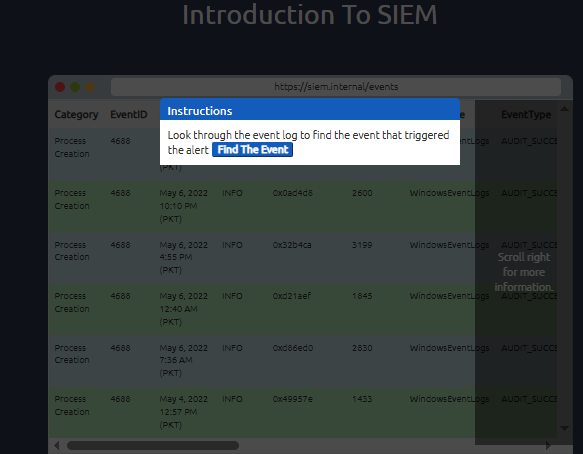 Introduction To SIEM
https://siem.internal/events
Instructions
Look through the event log to find the event that triggered
the alert Find The Event
Category EventID EventType
Process 4688 WindowsEventLogs AUDIT_SUCCE
Creation
(PKT)
Process 4688 May 6, 2022 INFO 0x0ad4d8 2600 WindowsEventLogs AUDIT_SUCCE
Creation 10:10 PM
(PKT)
Process 4688 May 6, 2022 INFO 0x32b4ca 3199 WindowsEventLogs AUDIT_SUCCE
Creation 4:55 PM
(PKT)
Scroll right
for more
information.
Process 4688 May 6, 2022 INFO 0xd21aef 1845 WindowsEventLogs AUDIT_SUCCE
Creation 12:40 AM
(PKT)
Process 4688 May 6, 2022 INFO 0xd86ed0 2830 WindowsEventLogs AUDIT_SUCCE
Creation 7:36 AM
(PKT)
Process 4688 May 4, 2022 INFO 0x49957e 1433 WindowsEventLogs AUDIT_SUCCE
Creation 12:57 PM
(PKT)